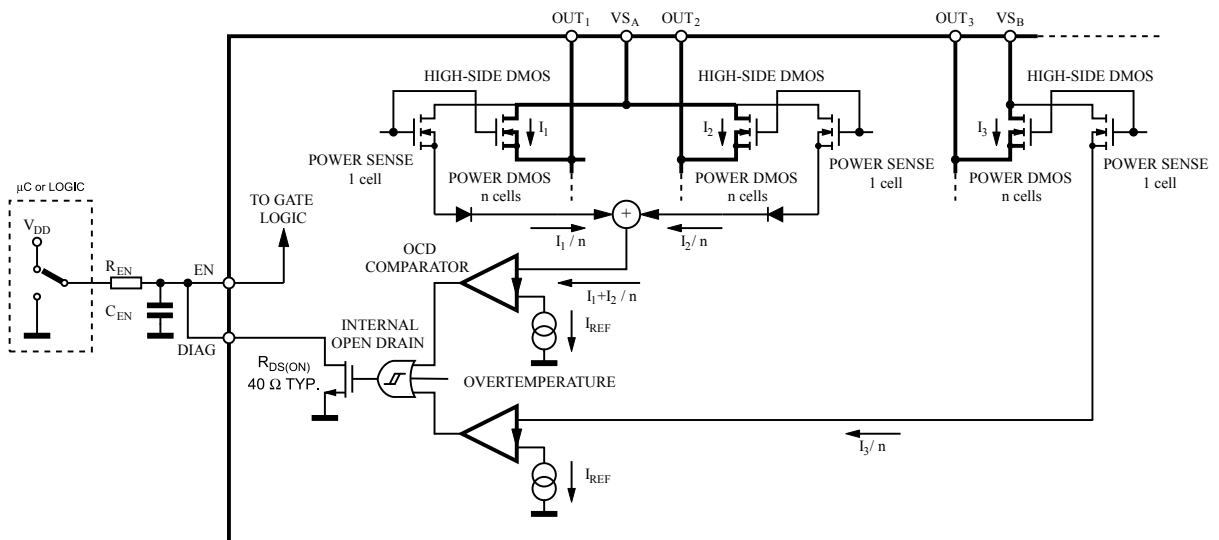 OUT1 VSA OUT2 OUT3 VSB
HIGH-SIDE DMOS
HIGH-SIDE DMOS
HIGH-SIDE DMOS
I1
I2
I3
POWER SENSE
1 cell
POWER DMOS
n cells
POWER DMOS
n cells
POWER SENSE
1 cell
POWER DMOS
n cells
POWER SENSE
1 cell
μC or LOGIC
VDD
REN
CEN
EN
TO GATE
LOGIC
DIAG
+
I1 / n
I2 / n
OCD
COMPARATOR
I1+I2 / n
IREF
INTERNAL
OPEN DRAIN
RDS(ON)
40 Ω TYP.
OVERTEMPERATURE
I3/ n
IREF